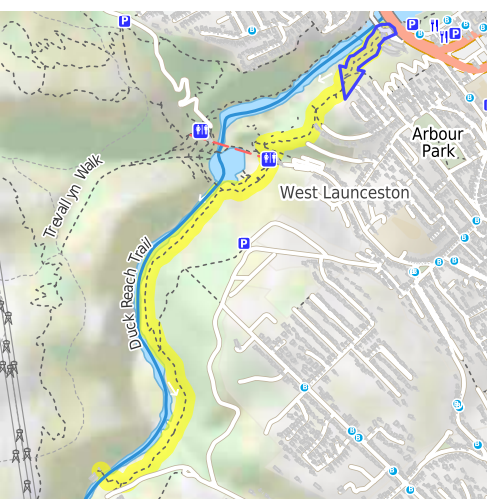 P
P
P
Arbour
Park
Trevallyn Walk
West Launceston
P
Duck Reach Trail